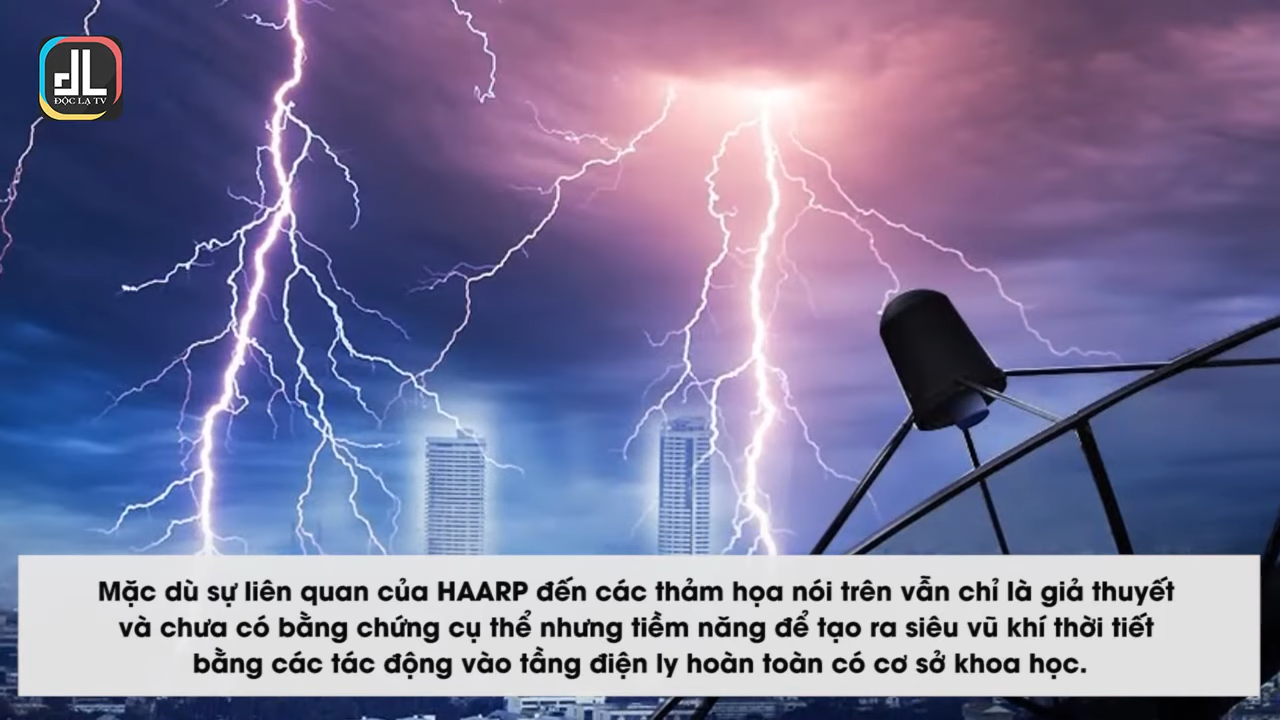 ĐỘC LẠ TV
Mặc dù sự liên quan của HAARP đến các thảm họa nói trên vẫn chỉ là giả thuyết
và chưa có bằng chứng cụ thể nhưng tiềm năng để tạo ra siêu vũ khí thời tiết
bằng các tác động vào tầng điện ly hoàn toàn có cơ sở khoa học.